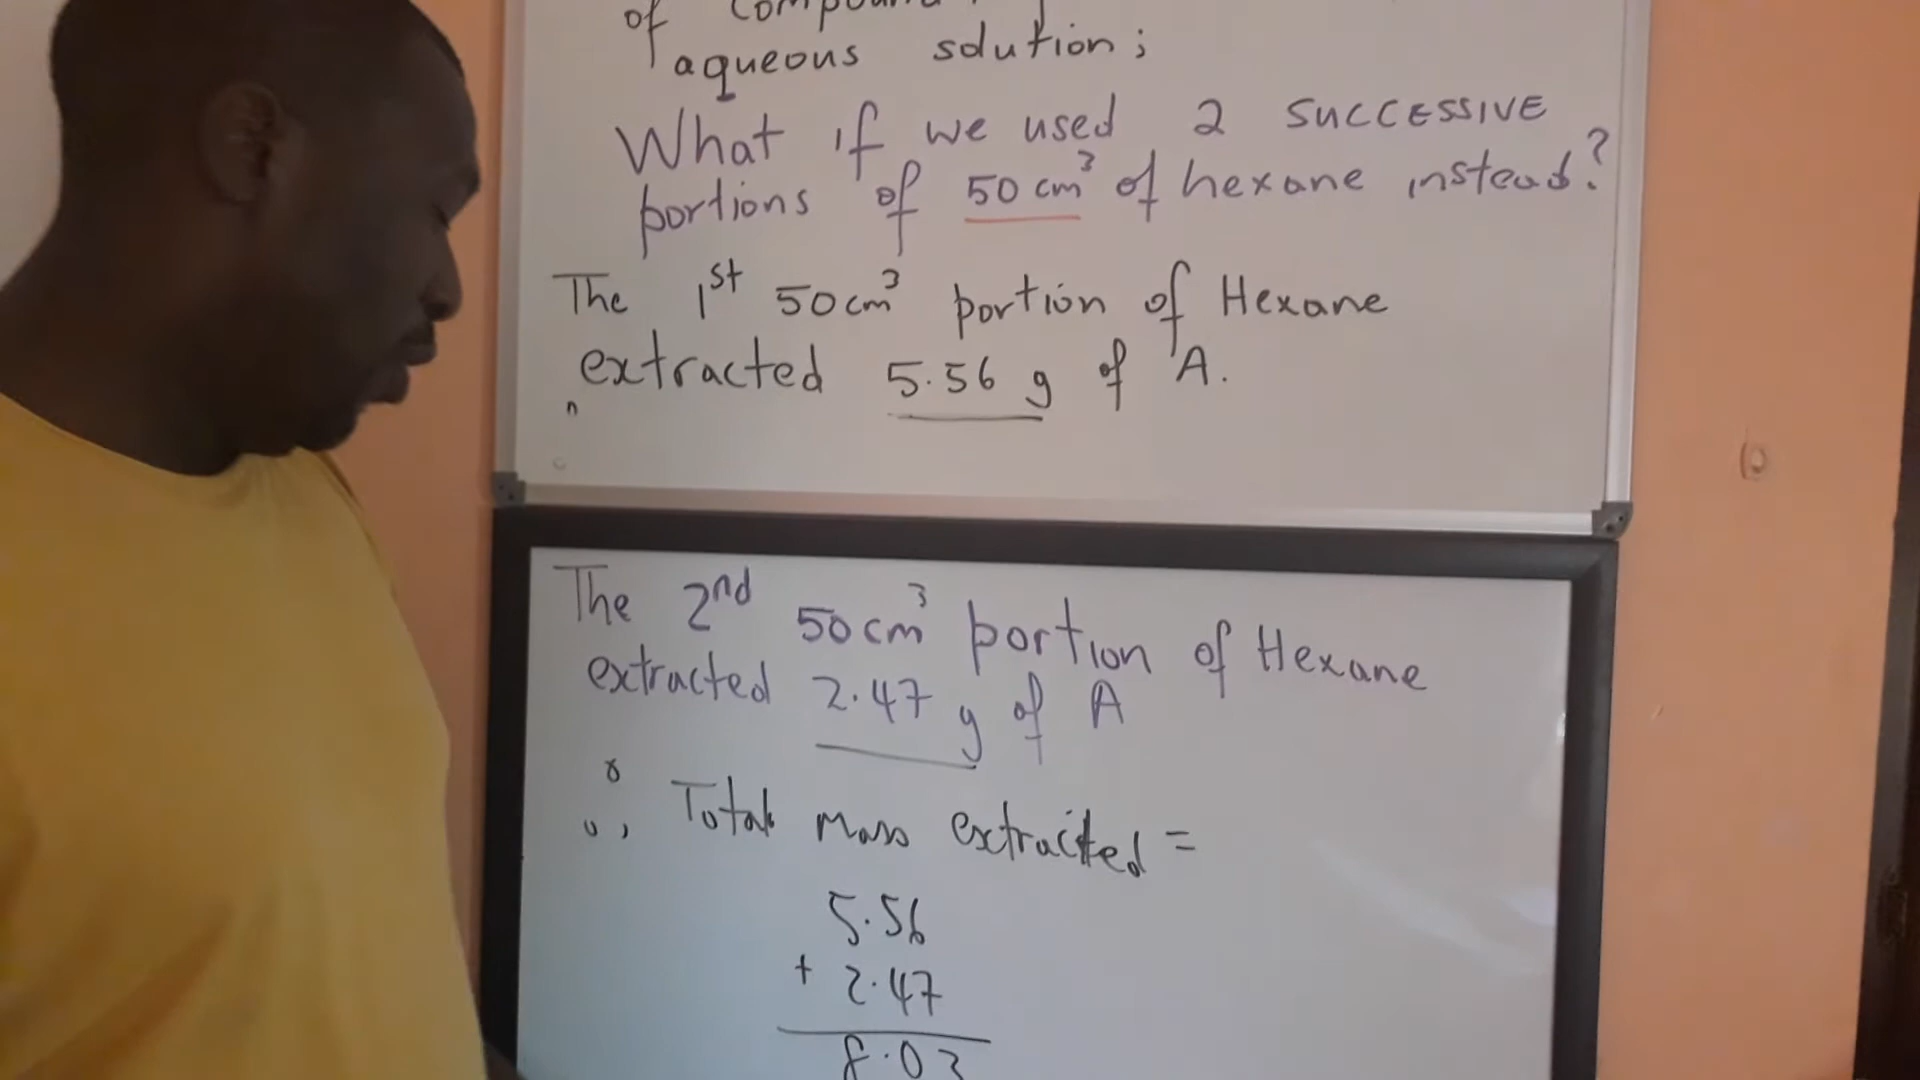 of compound
aqueous solution;
What if we used 2 SUCCESSIVE
portions of 50 cm³ of hexane instead?
The 1st 50cm³ portion of Hexane
extracted 5.56 g of A.
The 2nd 50cm³ portion of Hexane
extracted 2.47 g of A
Total mass extracted =
5.56
+ 2.47
8.03